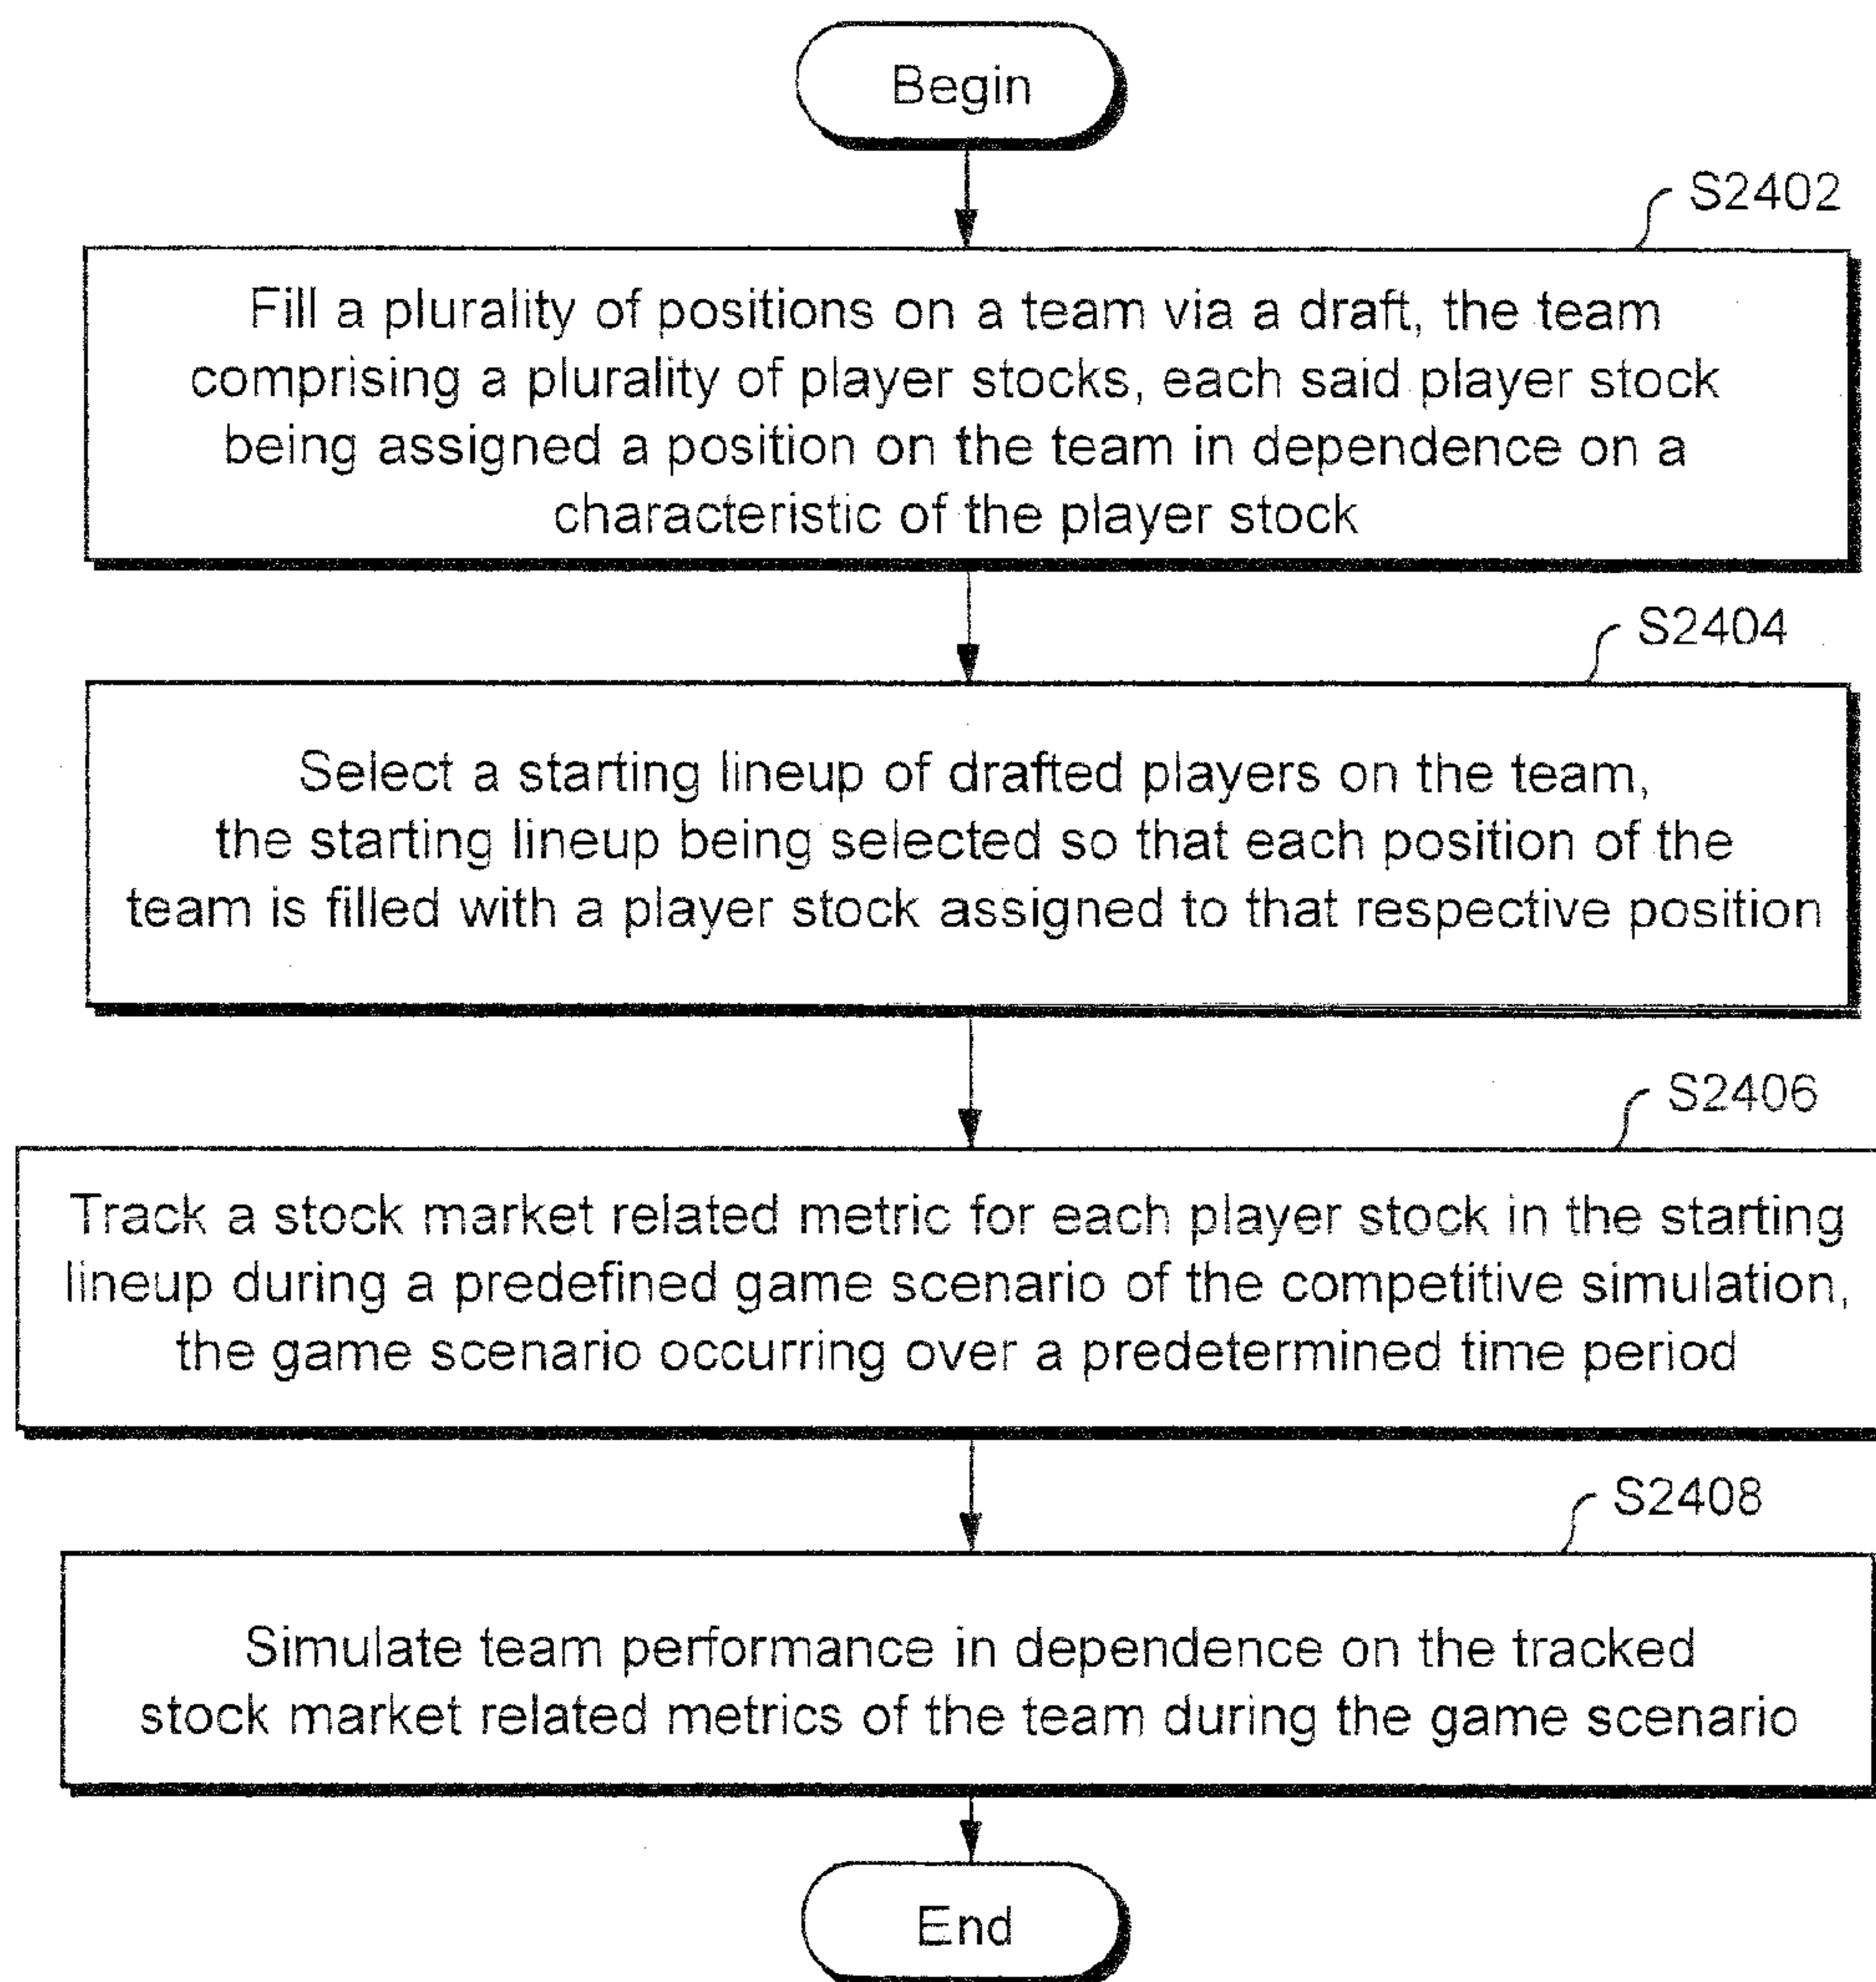 Begin
S2402
Fill a plurality of positions on a team via a draft, the team
comprising a plurality of player stocks, each said player stock
being assigned a position on the team in dependence on a
characteristic of the player stock
S2404
Select a starting lineup of drafted players on the team,
the starting lineup being selected so that each position of the
team is filled with a player stock assigned to that respective position
S2406
Track a stock market related metric for each player stock in the starting
lineup during a predefined game scenario of the competitive simulation,
the game scenario occurring over a predetermined time period
S2408
Simulate team performance in dependence on the tracked
stock market related metrics of the team during the game scenario
End